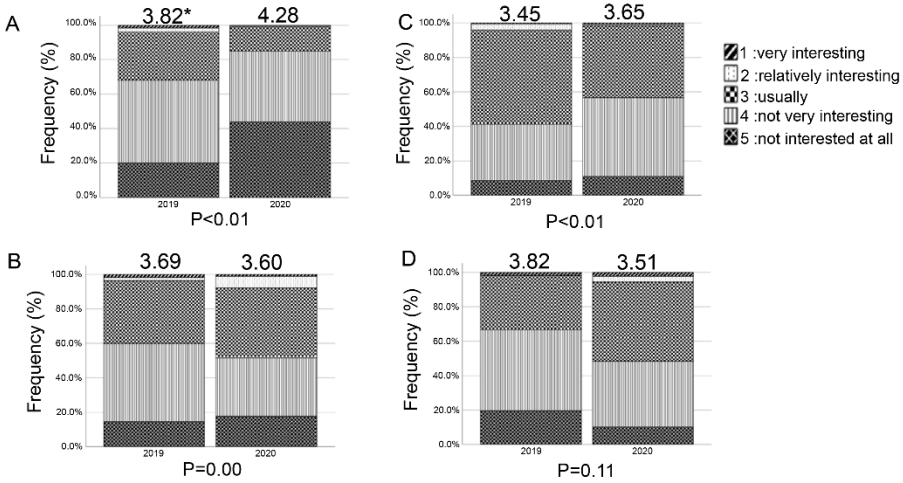 A
3.82*
4.28
Frequency (%)
100.0%
80.0%
60.0%
40.0%
20.0%
0.0%
2019
2020
P<0.01
C
3.45
3.65
Frequency (%)
100.0%
80.0%
60.0%
40.0%
20.0%
0.0%
2019
2020
P<0.01
1 :very interesting
2 :relatively interesting
3 :usually
4 :not very interesting
5 :not interested at all
B
3.69
3.60
Frequency (%)
100.0%
80.0%
60.0%
40.0%
20.0%
0.0%
2019
2020
P=0.00
D
3.82
3.51
Frequency (%)
100.0%
80.0%
60.0%
40.0%
20.0%
0.0%
2019
2020
P=0.11